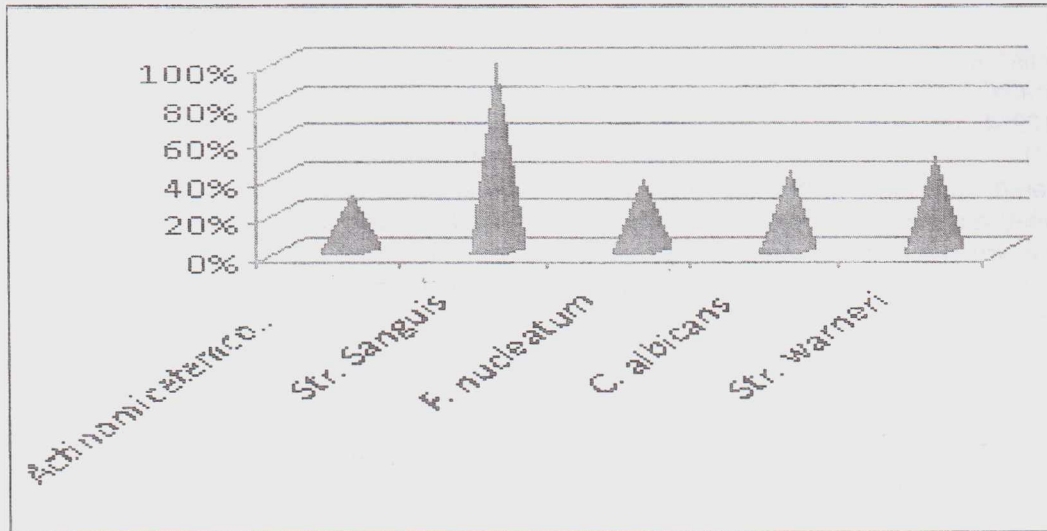 100%
80%
60%
40%
20%
0%
Actinomicetemco..
Str. Sanguis
F. nucleatum
C. albicans
Str. warneri